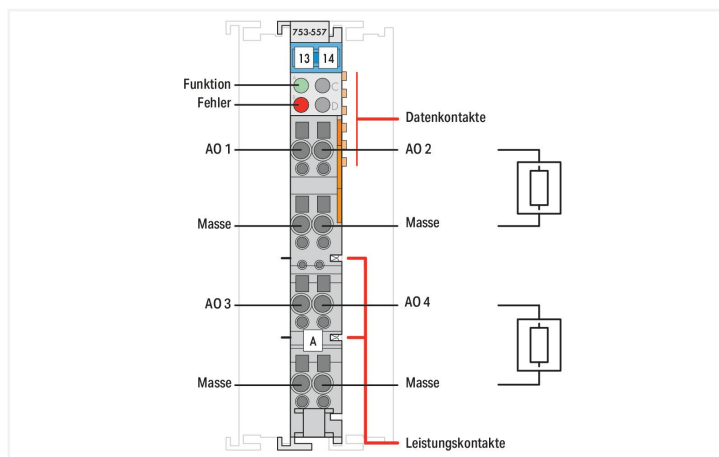 753-557
13 14
Funktion
C
Fehler
D
Datenkontakte
AO 1
AO 2
Masse
Masse
AO 3
AO 4
A
Masse
Masse
Leistungskontakte